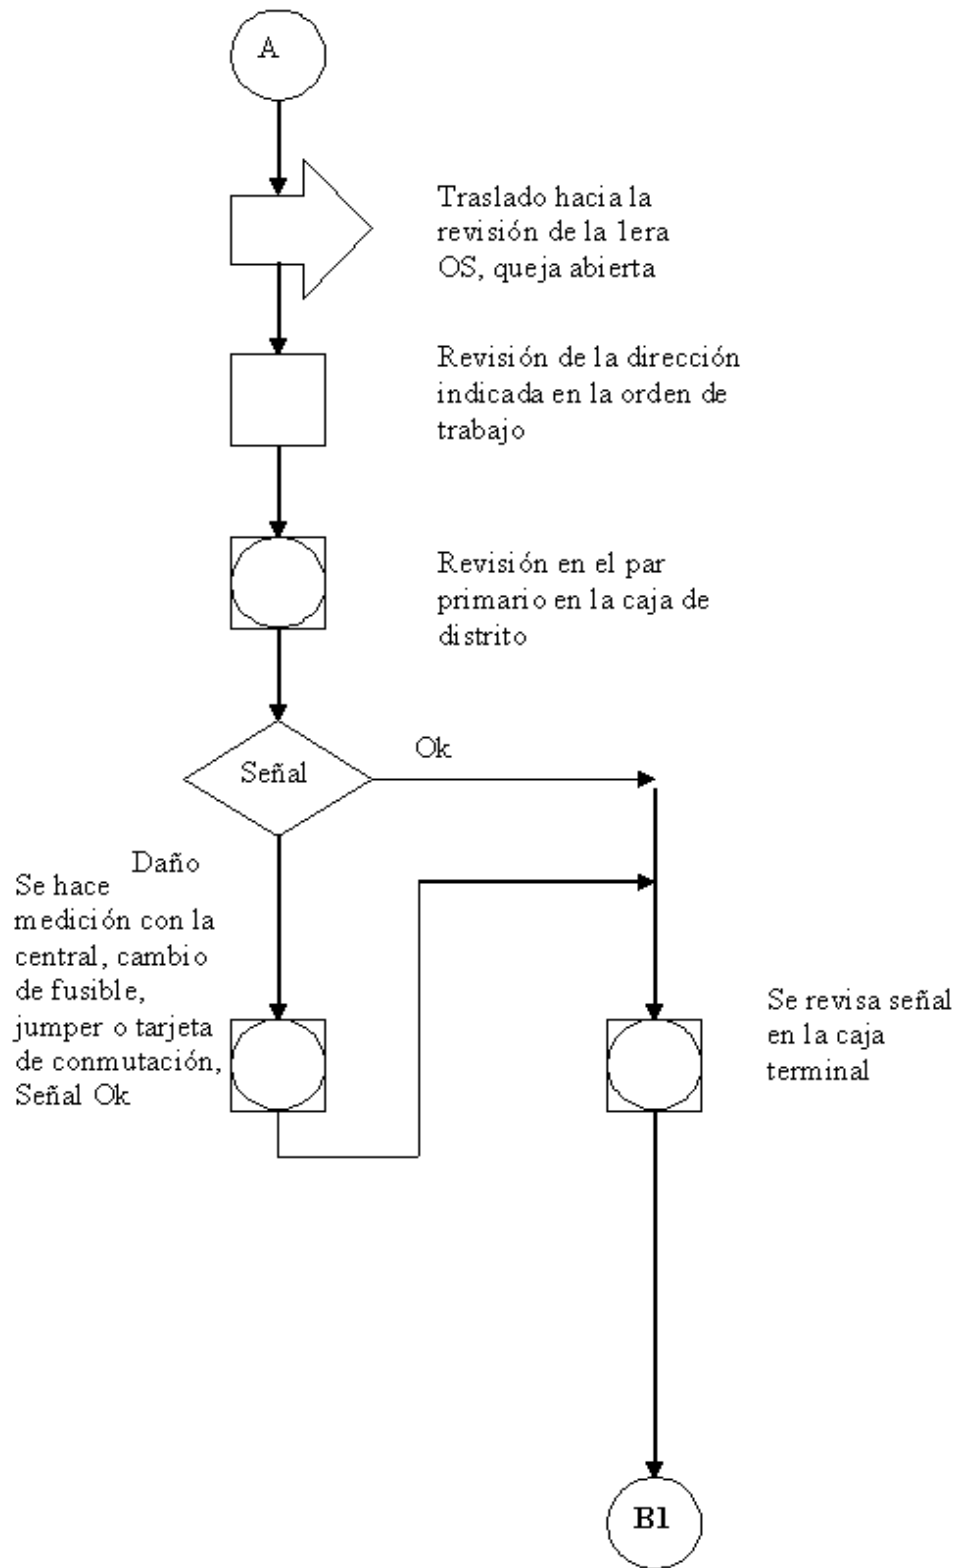 A
Traslado hacia la
revisión de la 1era
OS, queja abierta
Revisión de la dirección
indicada en la orden de
trabajo
Revisión en el par
primario en la caja de
distrito
Señal
Ok
Daño
Se hace
medición con la
central, cambio
de fusible,
jumper o tarjeta
de conmutación,
Señal Ok
Se revisa señal
en la caja
terminal
B1